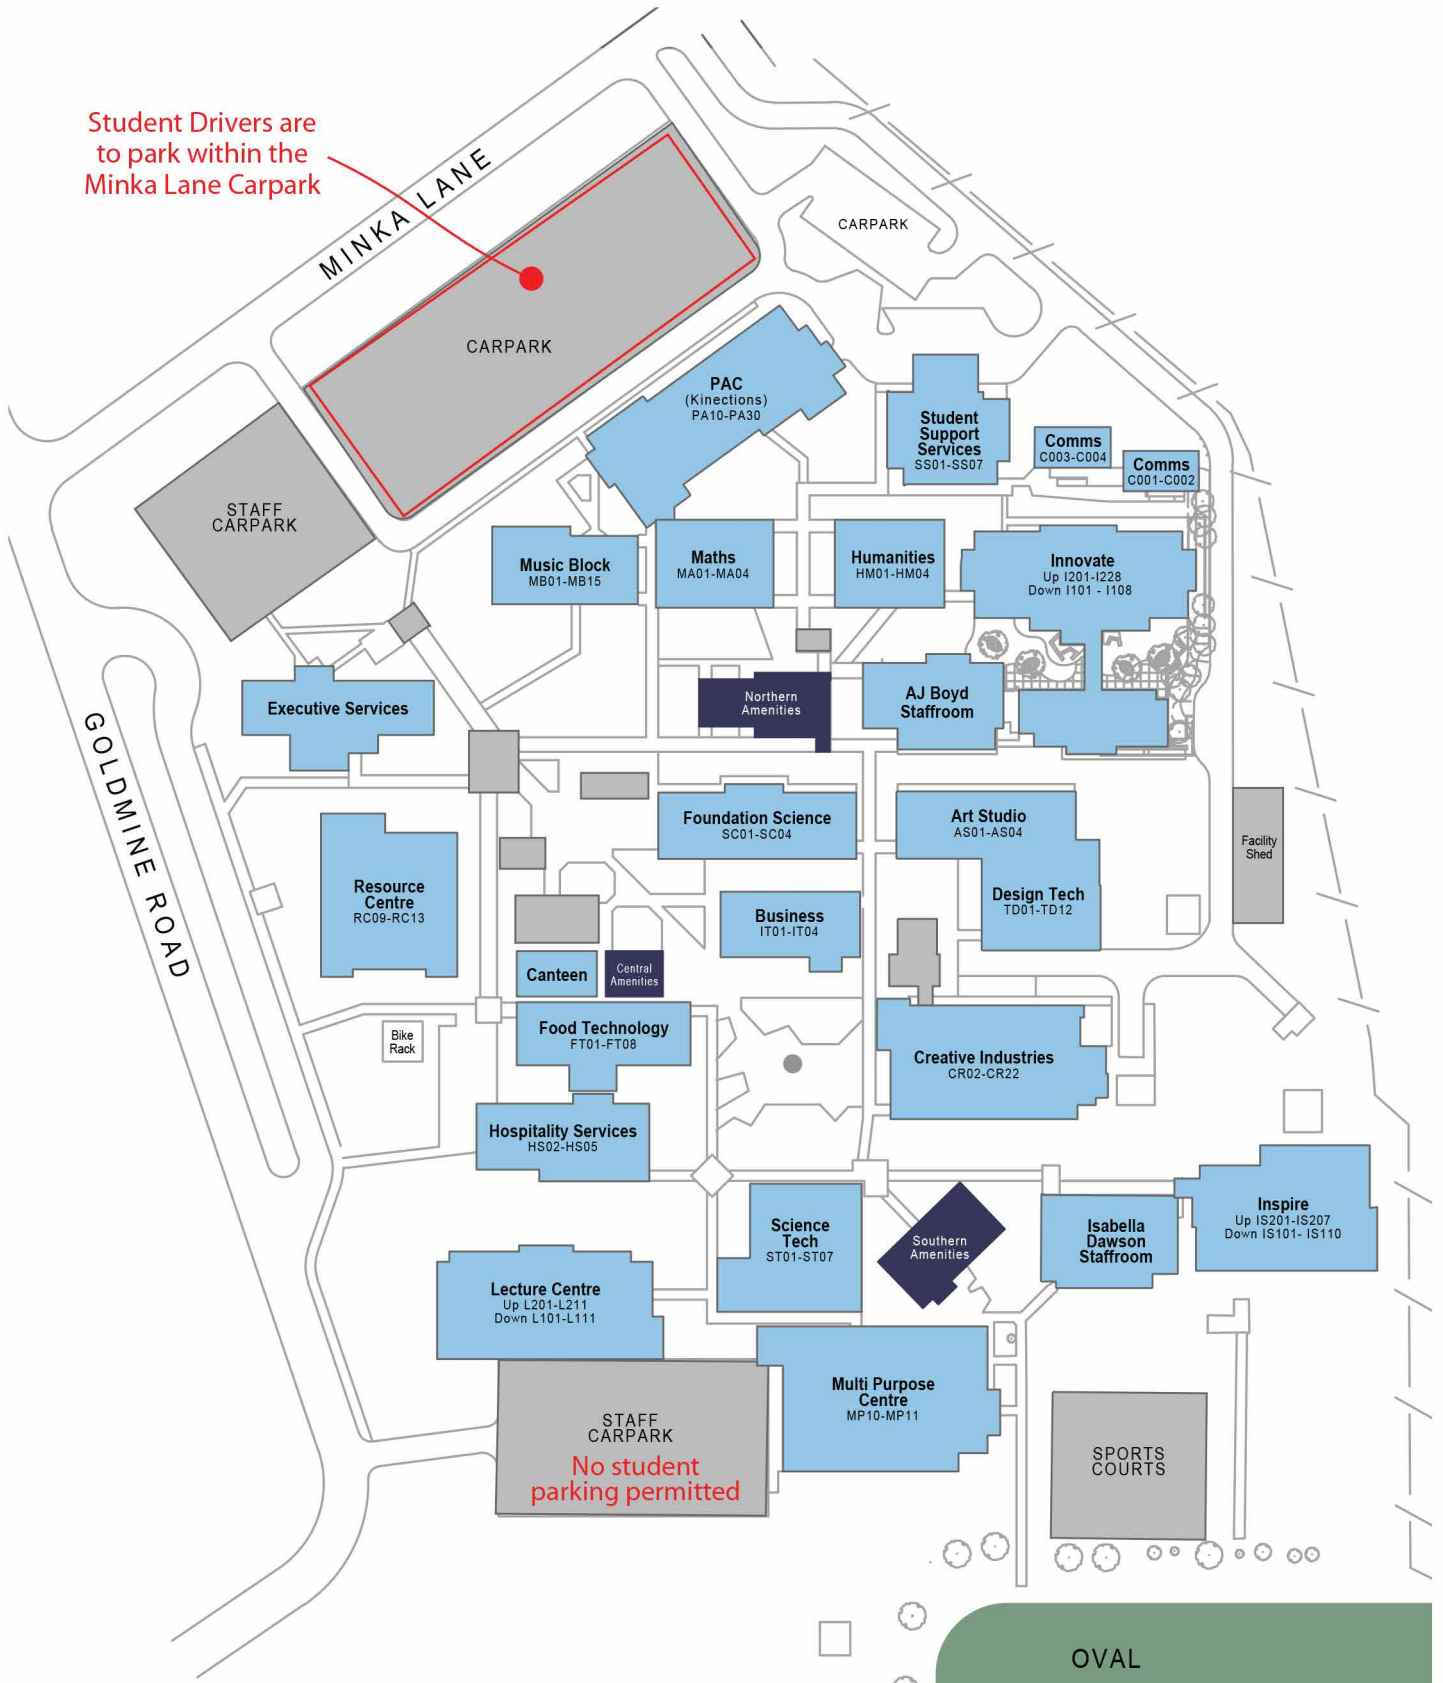 Student Drivers are
to park within the
Minka Lane Carpark
MINKA LANE
CARPARK
CARPARK
STAFF
CARPARK
PAC
(Kinections)
PA10-PA30
Student
Support
Services
SS01-SS07
Comms
C003-C004
Comms
C001-C002
Music Block
MB01-MB15
Maths
MA01-MA04
Humanities
HM01-HM04
Innovate
Up I201-I228
Down I101 - I108
Executive Services
Northern
Amenities
AJ Boyd
Staffroom
GOLDMINE ROAD
Foundation Science
SC01-SC04
Art Studio
AS01-AS04
Facility
Shed
Resource
Centre
RC09-RC13
Design Tech
TD01-TD12
Business
IT01-IT04
Canteen
Central
Amenities
Bike
Rack
Food Technology
FT01-FT08
Creative Industries
CR02-CR22
Hospitality Services
HS02-HS05
Science
Tech
ST01-ST07
Southern
Amenities
Isabella
Dawson
Staffroom
Inspire
Up IS201-IS207
Down IS101- IS110
Lecture Centre
Up L201-L211
Down L101-L111
Multi Purpose
Centre
MP10-MP11
STAFF
CARPARK
No student
parking permitted
SPORTS
COURTS
OVAL